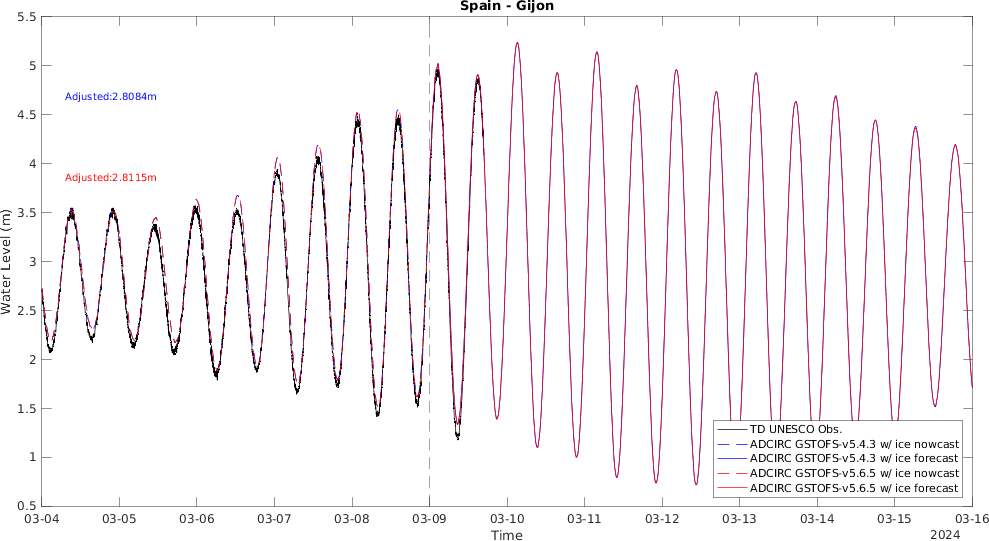 Spain - Gijon
5.5
5
4.5
4
3.5
3
2.5
2
1.5
1
0.5
Water Level (m)
Adjusted:2.8084m
Adjusted:2.8115m
TD UNESCO Obs.
ADCIRC GSTOFS-v5.4.3 w/ ice nowcast
ADCIRC GSTOFS-v5.4.3 w/ ice forecast
ADCIRC GSTOFS-v5.6.5 w/ ice nowcast
ADCIRC GSTOFS-v5.6.5 w/ ice forecast
03-04 03-05 03-06 03-07 03-08 03-09 03-10 03-11 03-12 03-13 03-14 03-15 03-16
Time
2024